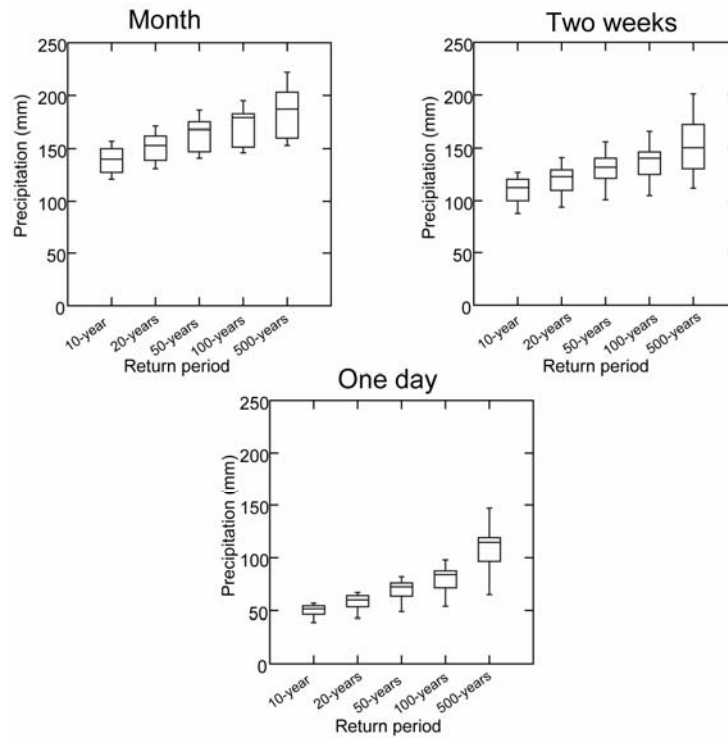 Month
Precipitation (mm)
250
200
150
100
50
0
10-year
20-years
50-years
100-years
500-years
Return period
Two weeks
Precipitation (mm)
250
200
150
100
50
0
10-year
20-years
50-years
100-years
500-years
Return period
One day
Precipitation (mm)
250
200
150
100
50
0
10-year
20-years
50-years
100-years
500-years
Return period